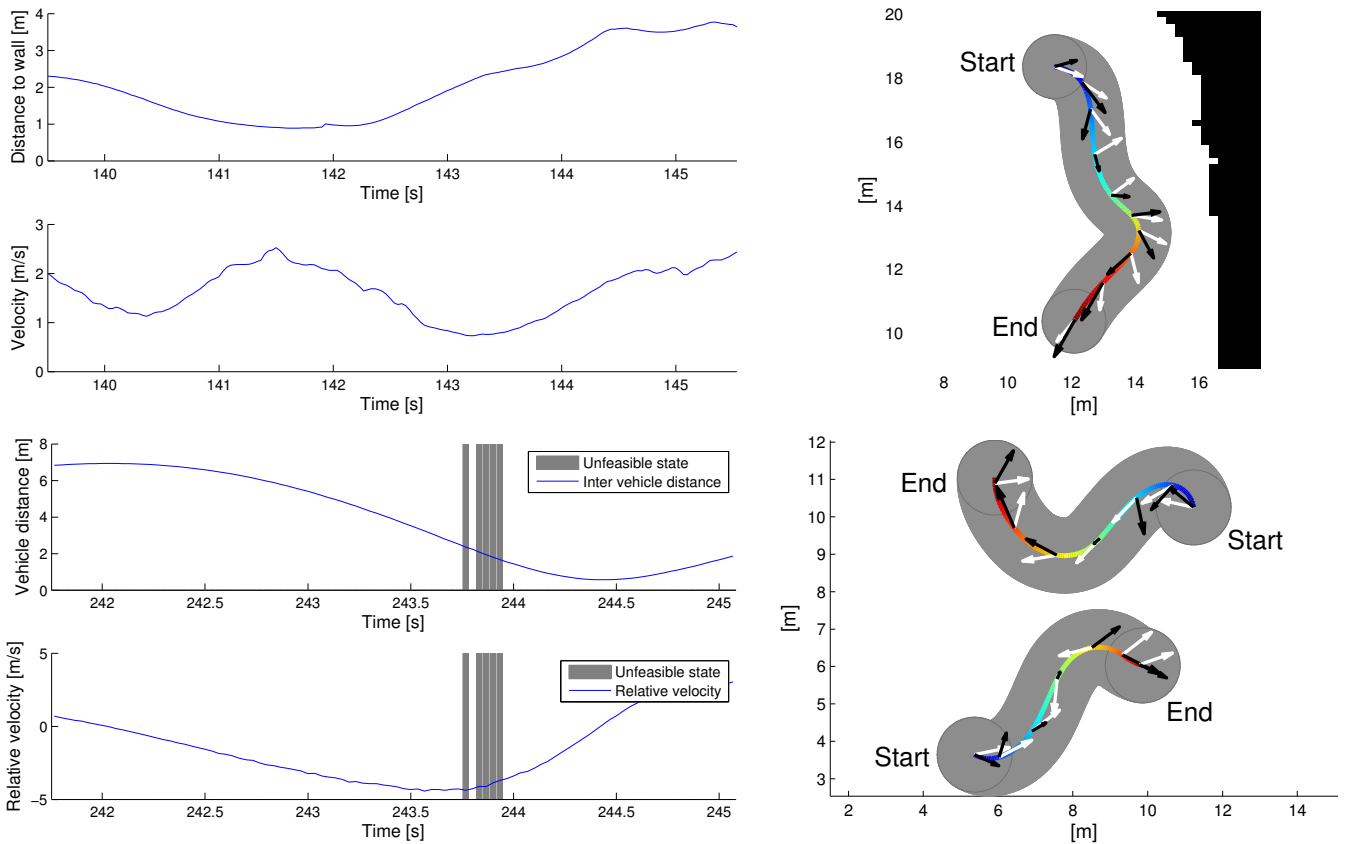 Distance to wall [m]
4
3
2
1
0
140 141 142 143 144 145
Time [s]
Velocity [m/s]
3
2
1
0
140 141 142 143 144 145
Time [s]
20
18
16
14
12
10
[m]
Start
End
8 10 12 14 16
[m]
Vehicle distance [m]
8
6
4
2
0
Unfeasible state
Inter vehicle distance
242 242.5 243 243.5 244 244.5 245
Time [s]
Relative velocity [m/s]
5
0
−5
Unfeasible state
Relative velocity
242 242.5 243 243.5 244 244.5 245
Time [s]
12
11
10
9
8
7
6
5
4
3
[m]
End
Start
Start
End
2 4 6 8 10 12 14
[m]